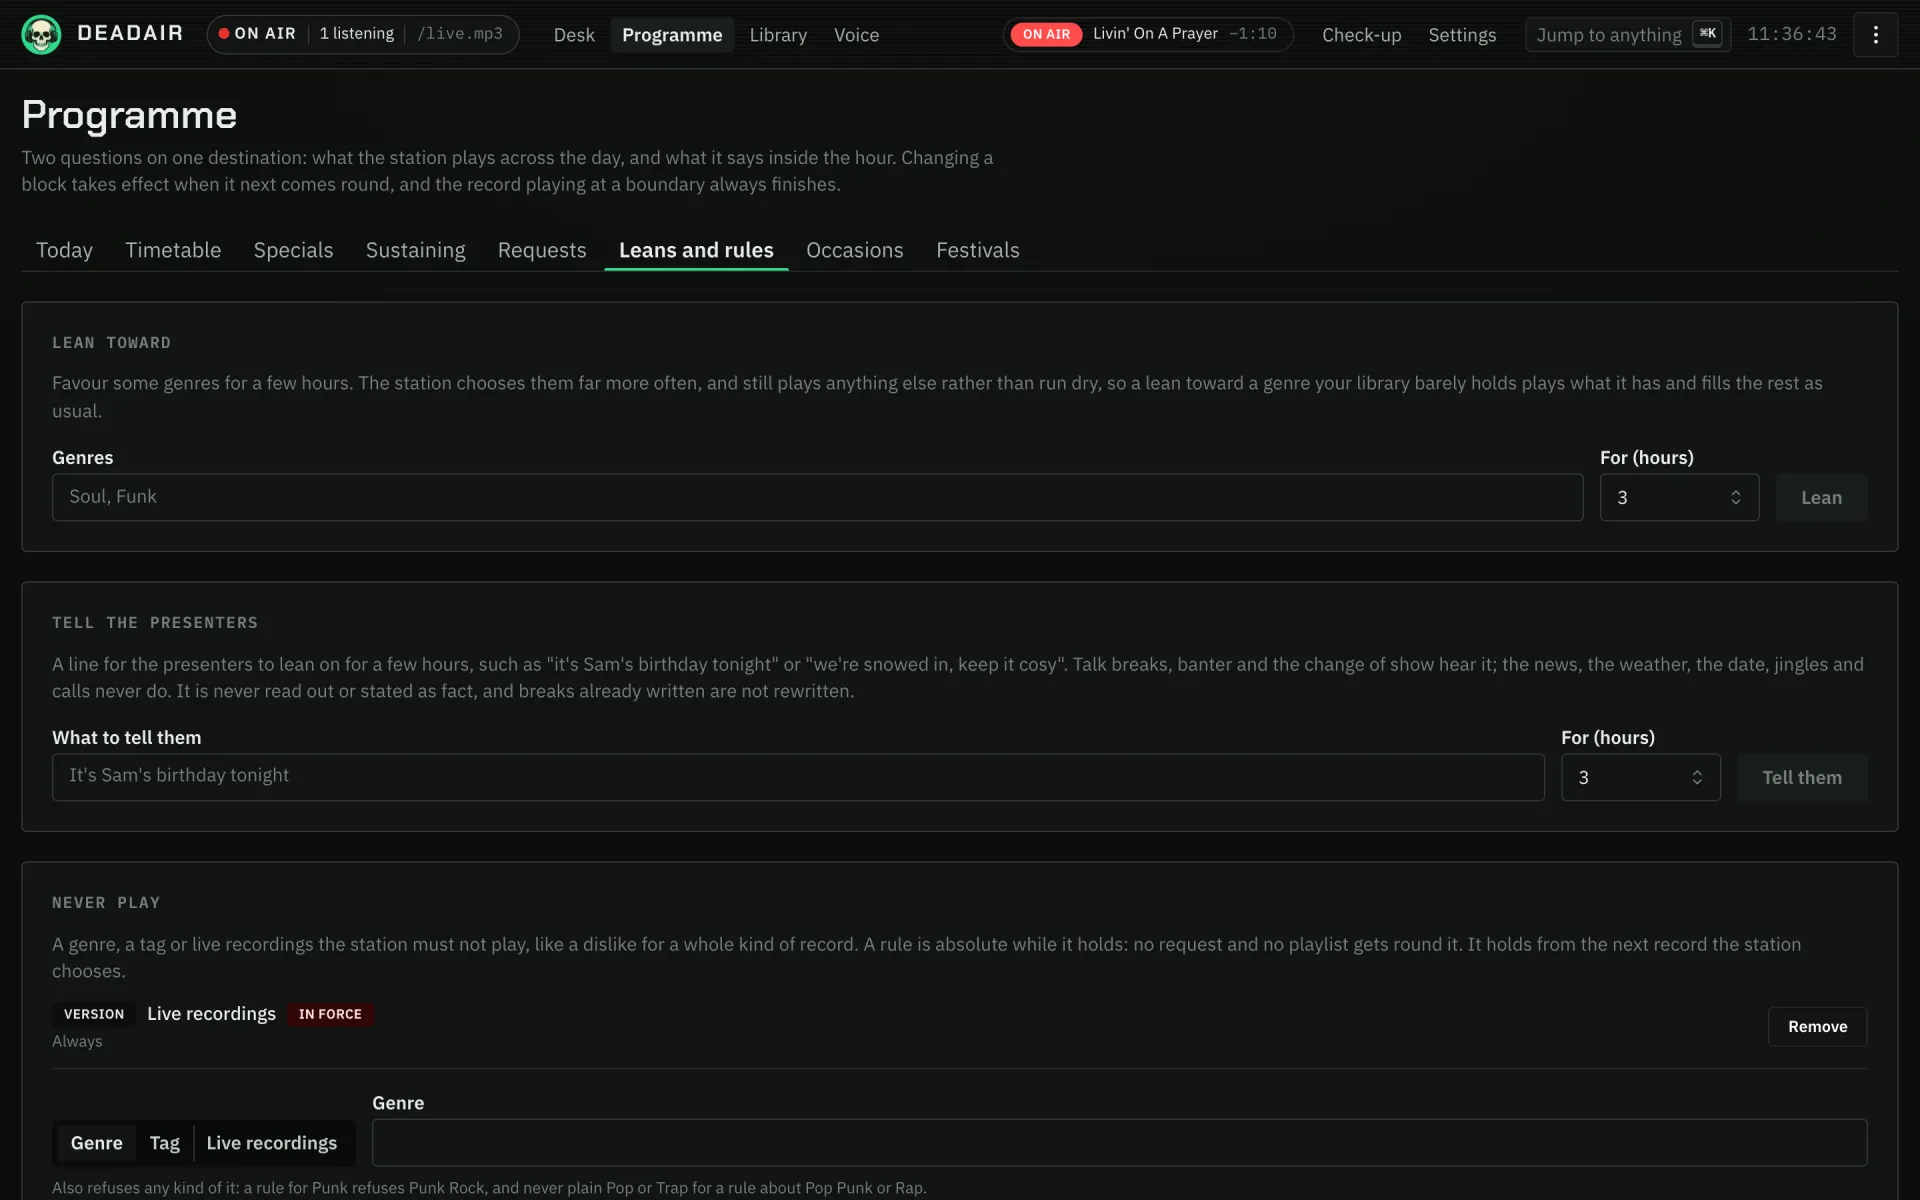 DEADAIR
ON AIR
1 listening
/live.mp3
Desk
Programme
Library
Voice
ON AIR
Livin' On A Prayer
−1:10
Check-up
Settings
Jump to anything
⌘K
11:36:43
Programme
Two questions on one destination: what the station plays across the day, and what it says inside the hour. Changing a
block takes effect when it next comes round, and the record playing at a boundary always finishes.
Today
Timetable
Specials
Sustaining
Requests
Leans and rules
Occasions
Festivals
LEAN TOWARD
Favour some genres for a few hours. The station chooses them far more often, and still plays anything else rather than run dry, so a lean toward a genre your library barely holds plays what it has and fills the rest as
usual.
Genres
For (hours)
Soul, Funk
3
Lean
TELL THE PRESENTERS
A line for the presenters to lean on for a few hours, such as "it's Sam's birthday tonight" or "we're snowed in, keep it cosy". Talk breaks, banter and the change of show hear it; the news, the weather, the date, jingles and
calls never do. It is never read out or stated as fact, and breaks already written are not rewritten.
What to tell them
For (hours)
It's Sam's birthday tonight
3
Tell them
NEVER PLAY
A genre, a tag or live recordings the station must not play, like a dislike for a whole kind of record. A rule is absolute while it holds: no request and no playlist gets round it. It holds from the next record the station
chooses.
VERSION
Live recordings
IN FORCE
Always
Remove
Genre
Genre
Tag
Live recordings
Also refuses any kind of it: a rule for Punk refuses Punk Rock, and never plain Pop or Trap for a rule about Pop Punk or Rap.